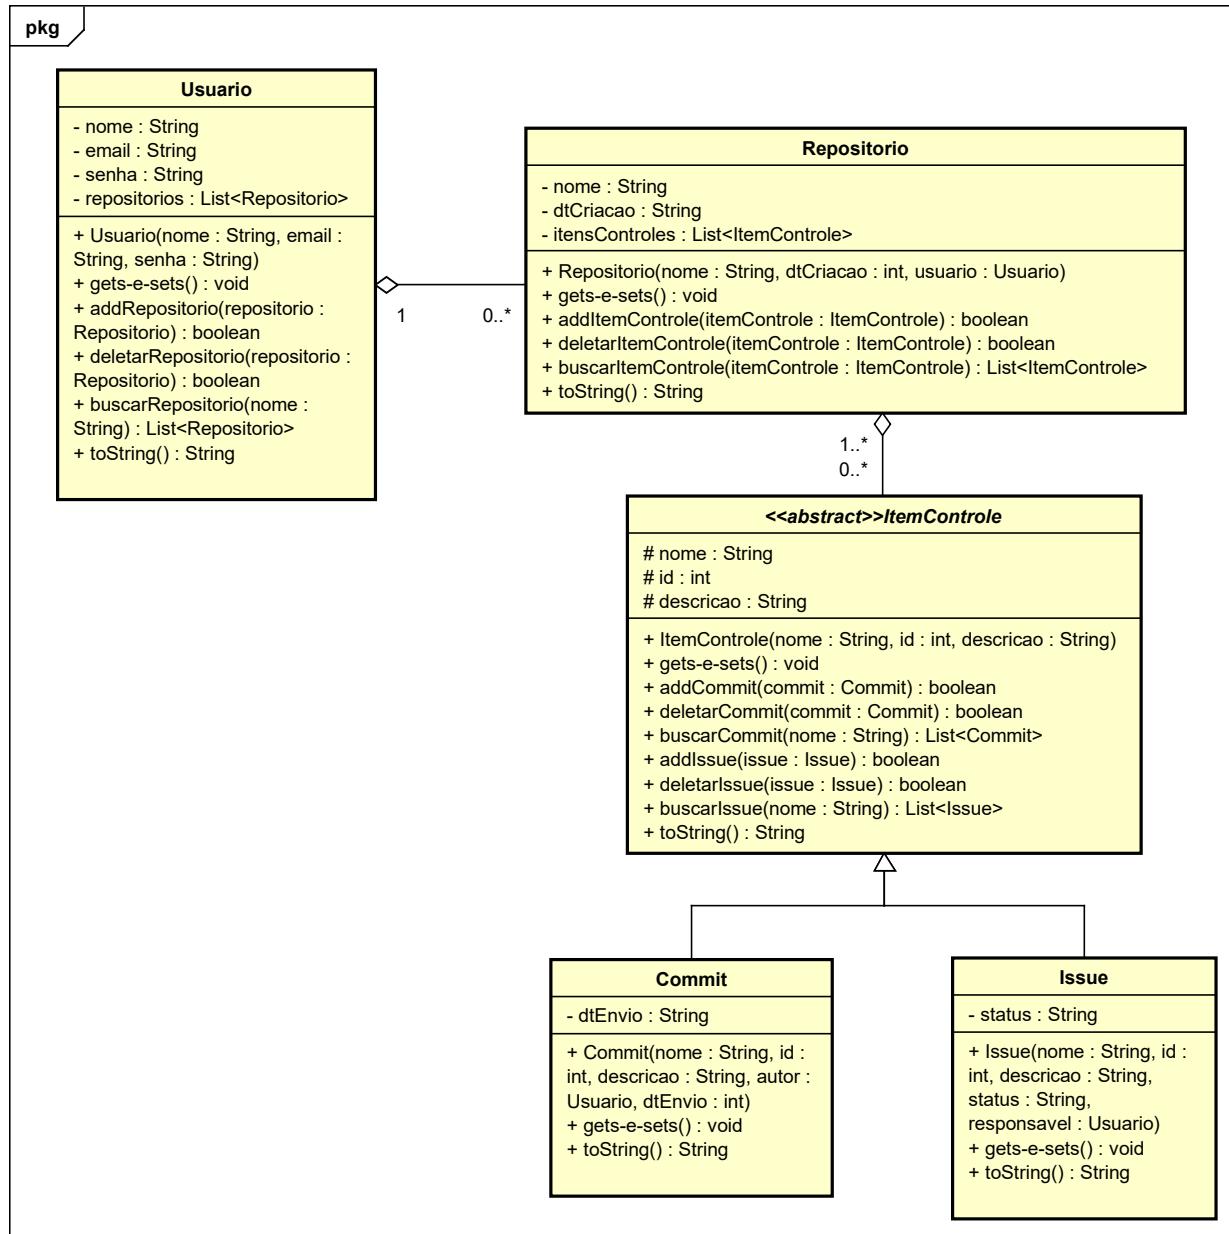 pkg
Usuario
- nome : String
- email : String
- senha : String
- repositorios : List<Repositorio>
+ Usuario(nome : String, email :
String, senha : String)
+ gets-e-sets() : void
+ addRepositorio(repositorio :
Repositorio) : boolean
+ deletarRepositorio(repositorio :
Repositorio) : boolean
+ buscarRepositorio(nome :
String) : List<Repositorio>
+ toString() : String
1
0..*
Repositorio
- nome : String
- dtCriacao : String
- itensControles : List<ItemControle>
+ Repositorio(nome : String, dtCriacao : int, usuario : Usuario)
+ gets-e-sets() : void
+ addItemControle(itemControle : ItemControle) : boolean
+ deletarItemControle(itemControle : ItemControle) : boolean
+ buscarItemControle(itemControle : ItemControle) : List<ItemControle>
+ toString() : String
1..*
0..*
<<abstract>>ItemControle
# nome : String
# id : int
# descricao : String
+ ItemControle(nome : String, id : int, descricao : String)
+ gets-e-sets() : void
+ addCommit(commit : Commit) : boolean
+ deletarCommit(commit : Commit) : boolean
+ buscarCommit(nome : String) : List<Commit>
+ addIssue(issue : Issue) : boolean
+ deletarIssue(issue : Issue) : boolean
+ buscarIssue(nome : String) : List<Issue>
+ toString() : String
Commit
- dtEnvio : String
+ Commit(nome : String, id :
int, descricao : String, autor :
Usuario, dtEnvio : int)
+ gets-e-sets() : void
+ toString() : String
Issue
- status : String
+ Issue(nome : String, id :
int, descricao : String,
status : String,
responsavel : Usuario)
+ gets-e-sets() : void
+ toString() : String